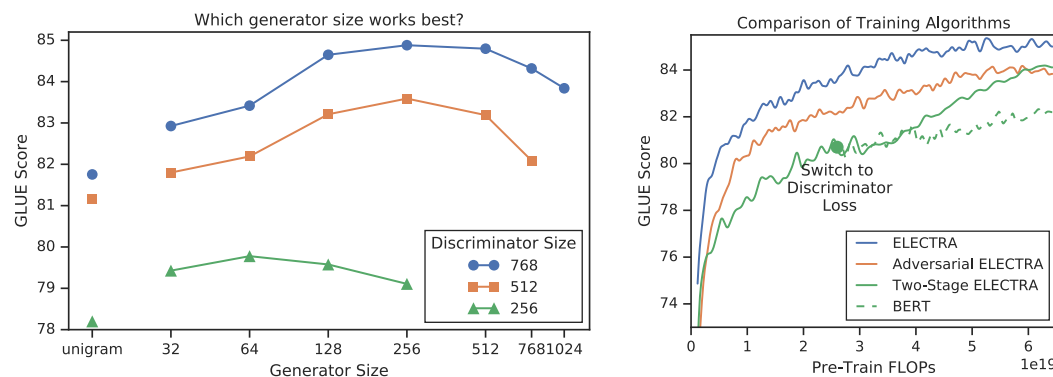 Which generator size works best?
85
84
83
82
81
80
79
78
GLUE Score
unigram
32
64
128
256
512
768
1024
Generator Size
Discriminator Size
768
512
256
Comparison of Training Algorithms
84
82
80
78
76
74
GLUE Score
Switch to
Discriminator
Loss
ELECTRA
Adversarial ELECTRA
Two-Stage ELECTRA
BERT
0
1
2
3
4
5
6
1e19
Pre-Train FLOPs